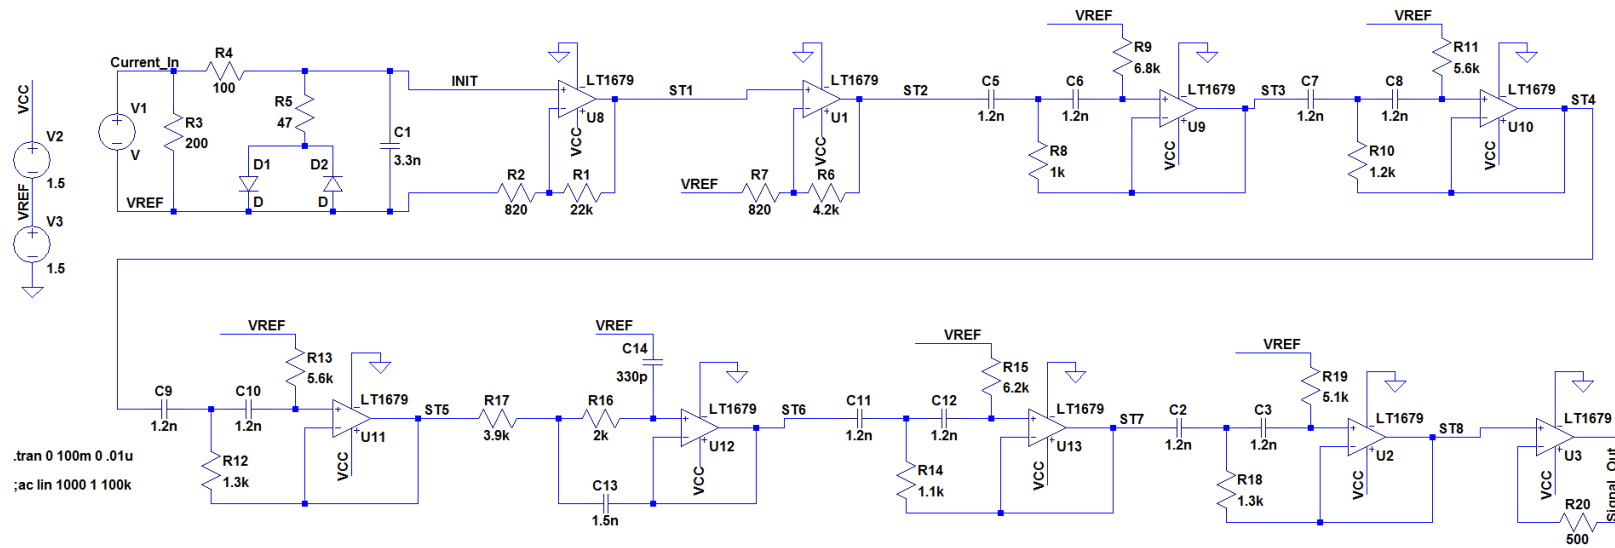 VCC
V2
1.5
VREF
V3
1.5
Current_In
V1
V
R3
200
VREF
R4
100
R5
47
D1
D
D2
D
C1
3.3n
INIT
LT1679
U8
VCC
R2
820
R1
22k
ST1
LT1679
U1
VCC
VREF
R7
820
R6
4.2k
ST2
C5
1.2n
C6
1.2n
VREF
R9
6.8k
R8
1k
LT1679
U9
VCC
ST3
C7
1.2n
C8
1.2n
VREF
R11
5.6k
R10
1.2k
LT1679
U10
VCC
ST4
C9
1.2n
C10
1.2n
VREF
R13
5.6k
R12
1.3k
LT1679
U11
VCC
ST5
R17
3.9k
R16
2k
VREF
C14
330p
C13
1.5n
LT1679
U12
VCC
ST6
C11
1.2n
C12
1.2n
VREF
R15
6.2k
R14
1.1k
LT1679
U13
VCC
ST7
C2
1.2n
C3
1.2n
VREF
R19
5.1k
R18
1.3k
LT1679
U2
VCC
ST8
LT1679
U3
VCC
R20
500
Signal_Out
.tran 0 100m 0 .01u
;ac lin 1000 1 100k